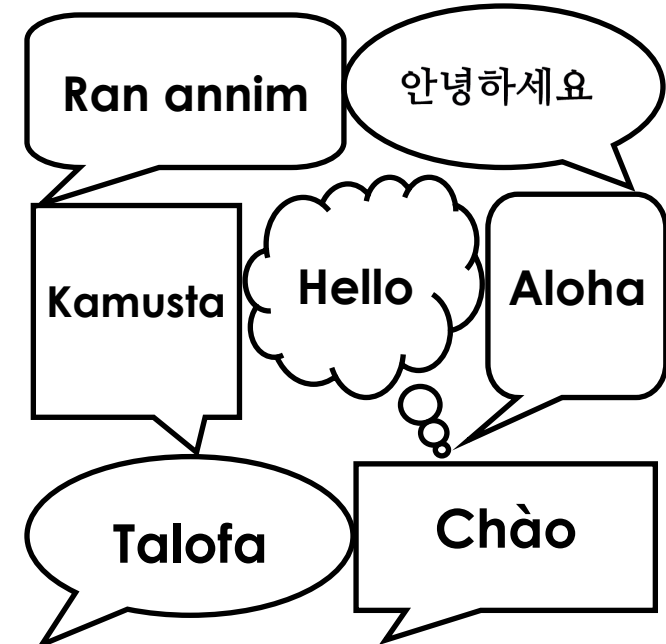 Ran annim
안녕하세요
Kamusta
Hello
Aloha
Talofa
Chào